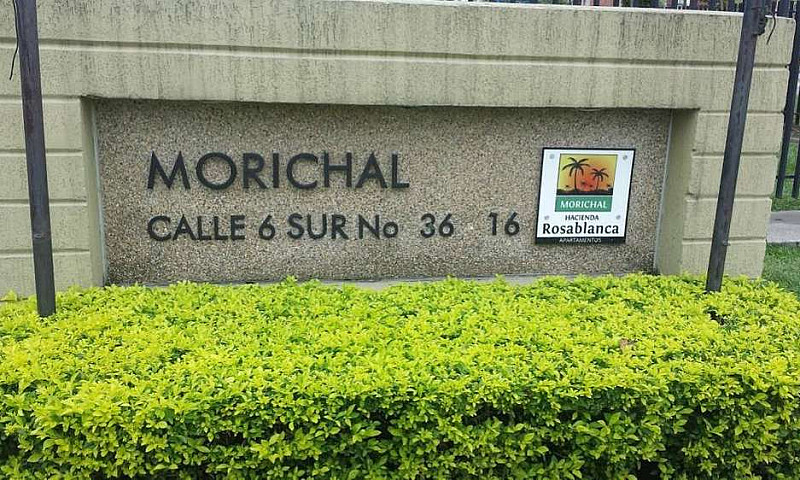 MORICHAL
CALLE 6 SUR No 36 16
MORICHAL
HACIENDA
Rosablanca
APARTAMENTOS